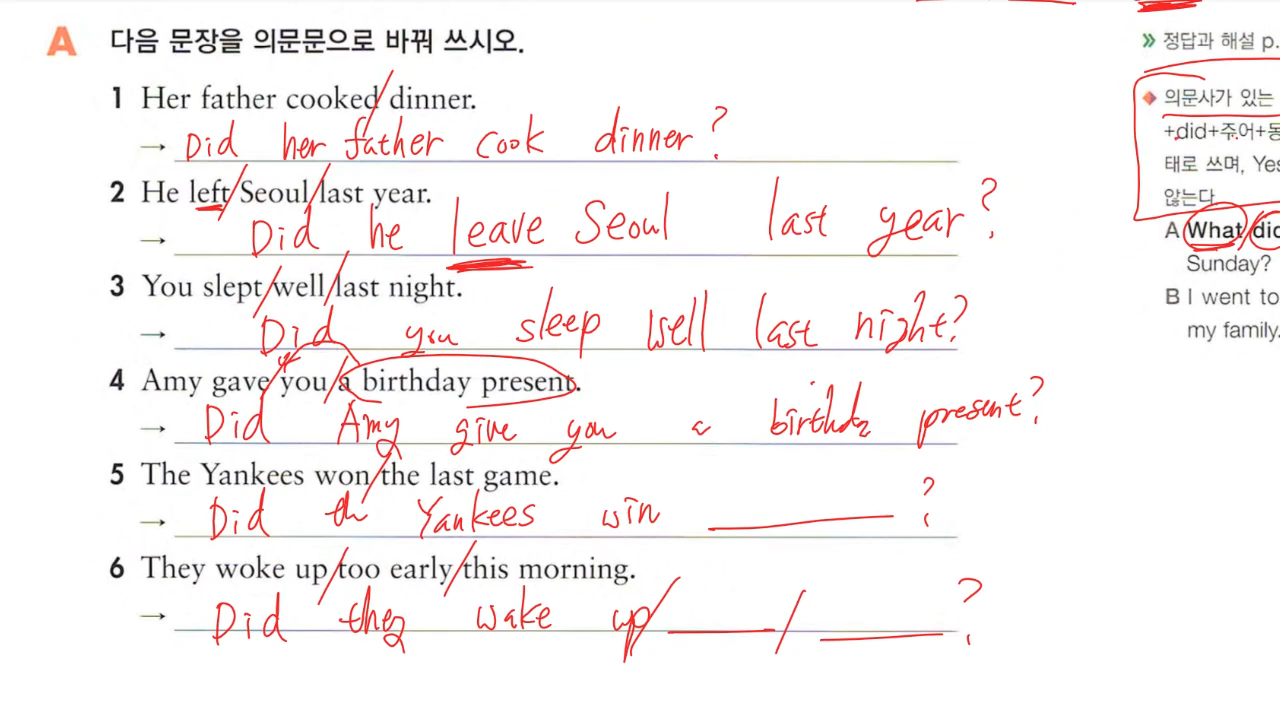 A 다음 문장을 의문문으로 바꿔 쓰시오.
1 Her father cooked dinner.
→ Did her father cook dinner?
2 He left Seoul last year.
→ Did he leave Seoul last year?
3 You slept well last night.
→ Did you sleep well last night?
4 Amy gave you a birthday present.
→ Did Amy give you a present?
5 The Yankees won the last game.
→ Did Yankees win ?
6 They woke up too early this morning.
→ Did they wake up ?
» 정답과 해설 p.
의문사가 있는
+did+주어+동
태로 쓰며, Yes
않는다
A What did
Sunday?
B I went to
my family.